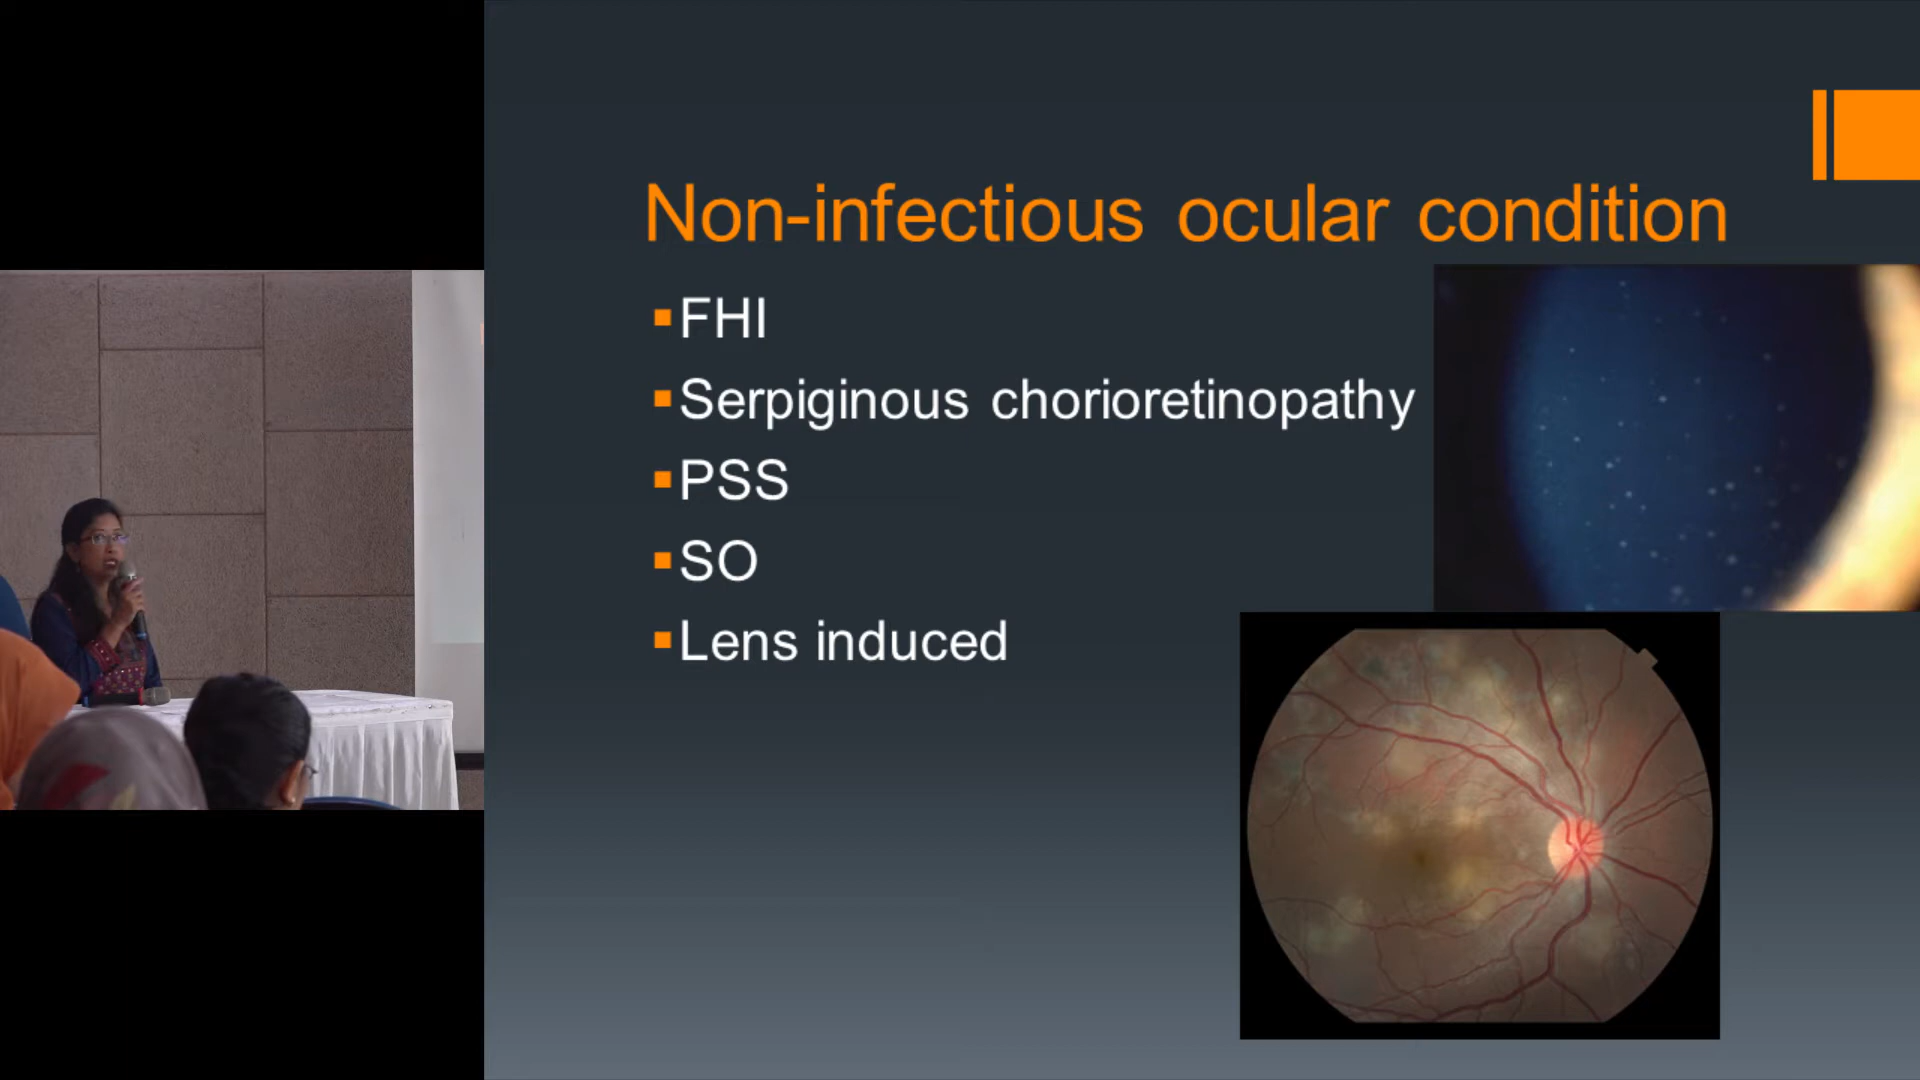 Non-infectious ocular condition
FHI
Serpiginous chorioretinopathy
PSS
SO
Lens induced